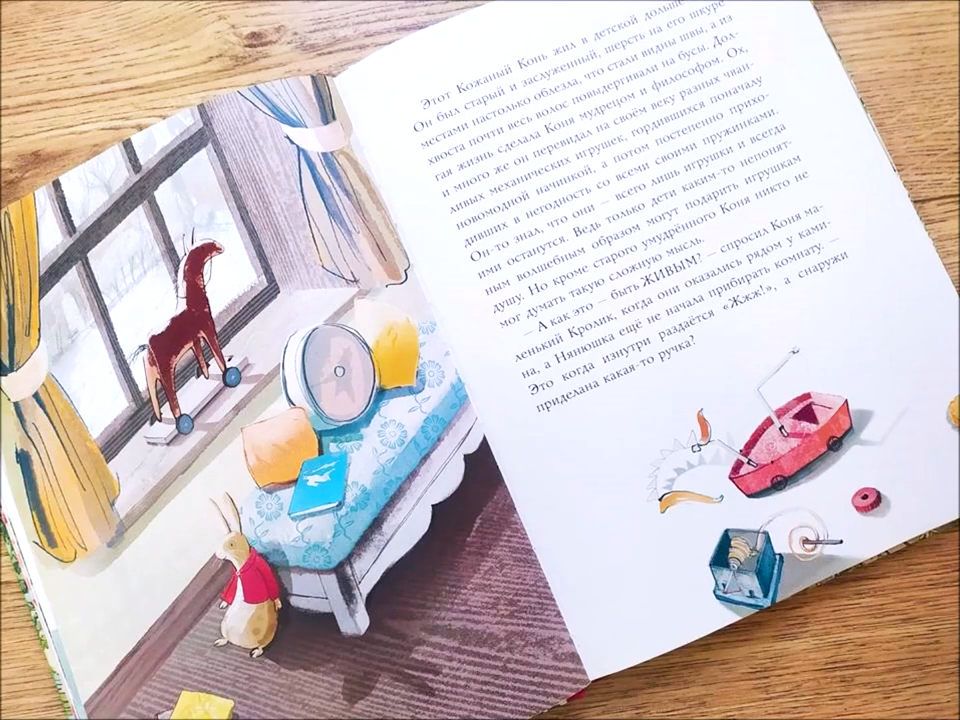 Этот Кожаный Конь жил в детской дольше
Он был старый и заслуженный, шерсть на его шкуре
местами настолько облезла, что стали видны швы, а из
хвоста почти весь волос повыдергивали на бусы. Дол-
гая жизнь сделала Коня мудрецом и философом. Ох,
и много же он перевидал на своём веку разных чван-
ливых механических игрушек, гордившихся поначалу
новомодной начинкой, а потом постепенно прихо-
дивших в негодность со всеми своими пружинками.
Он-то знал, что они — всего лишь игрушки и всегда
ими останутся. Ведь только дети каким-то непонят-
ным волшебным образом могут подарить игрушкам
душу. Но кроме старого умудрённого Коня никто не
мог думать такую сложную мысль.
— А как это — быть ЖИВЫМ? — спросил Коня ма-
ленький Кролик, когда они оказались рядом у ками-
на, а Нянюшка ещё не начала прибирать комнату. —
Это когда изнутри раздаётся «Жжж!», а снаружи
приделана какая-то ручка?